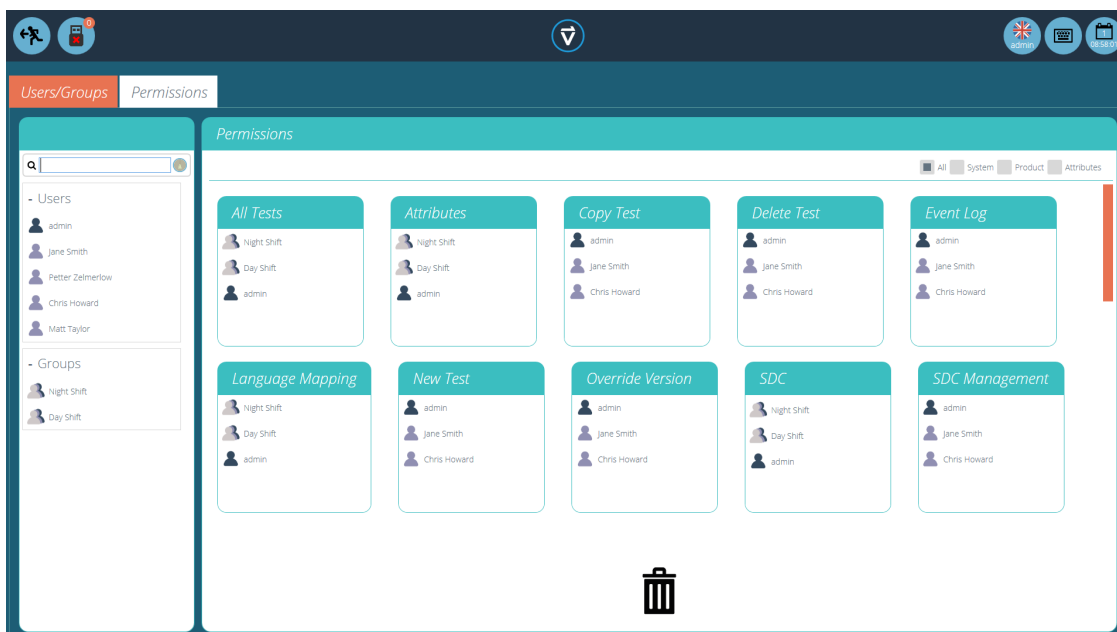 0
admin
1
08:58:01
Users/Groups
Permissions
Permissions
All System Product Attributes
- Users
admin
Jane Smith
Petter Zelmerlow
Chris Howard
Matt Taylor
- Groups
Night Shift
Day Shift
All Tests
Night Shift
Day Shift
admin
Attributes
Night Shift
Day Shift
admin
Copy Test
admin
Jane Smith
Chris Howard
Delete Test
admin
Jane Smith
Chris Howard
Event Log
admin
Jane Smith
Chris Howard
Language Mapping
Night Shift
Day Shift
admin
New Test
admin
Jane Smith
Chris Howard
Override Version
admin
Jane Smith
Chris Howard
SDC
Night Shift
Day Shift
admin
SDC Management
admin
Jane Smith
Chris Howard